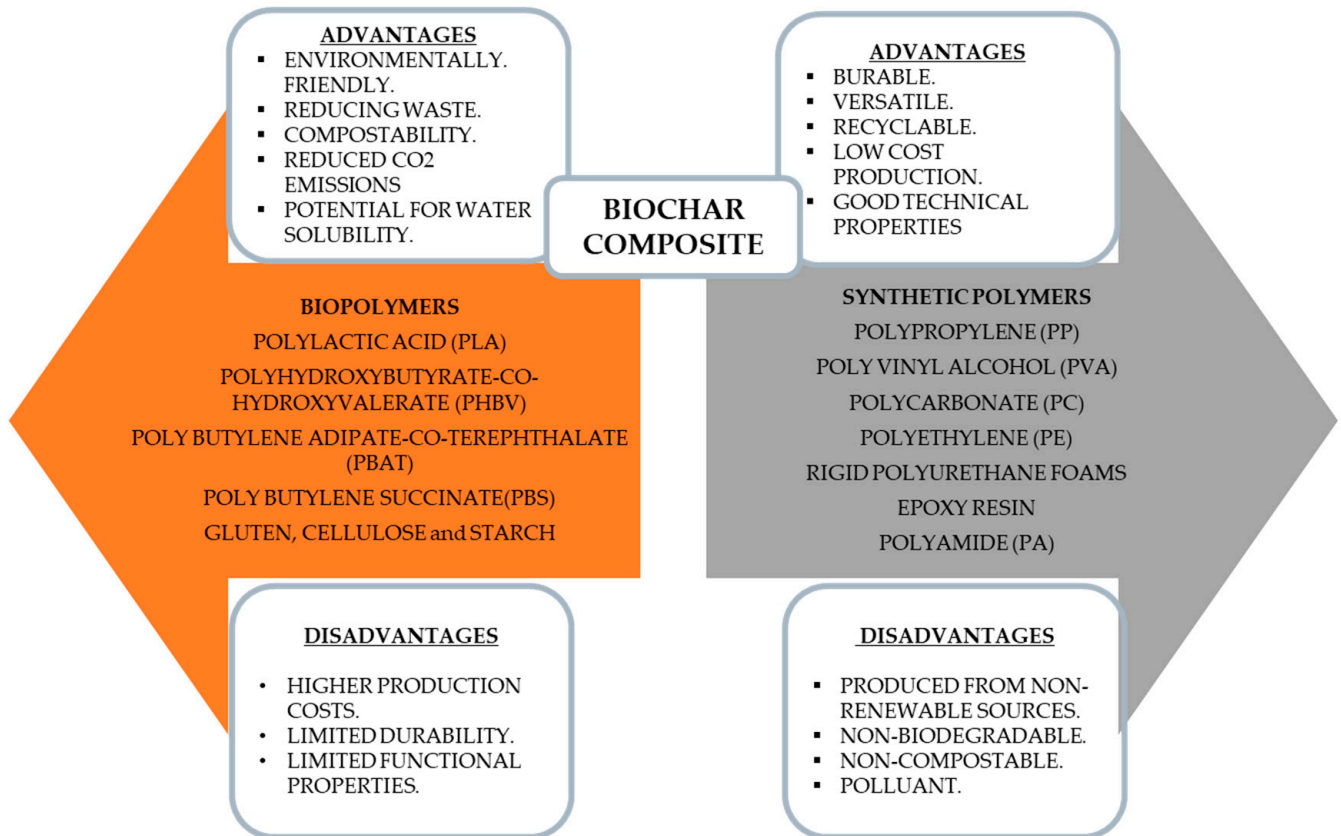 ADVANTAGES
ENVIRONMENTALLY.
FRIENDLY.
REDUCING WASTE.
COMPOSTABILITY.
REDUCED CO2
EMISSIONS
POTENTIAL FOR WATER
SOLUBILITY.
BIOCHAR
COMPOSITE
ADVANTAGES
BURABLE.
VERSATILE.
RECYCLABLE.
LOW COST
PRODUCTION.
GOOD TECHNICAL
PROPERTIES
BIOPOLYMERS
POLYLACTIC ACID (PLA)
POLYHYDROXYBUTYRATE-CO-
HYDROXYVALERATE (PHBV)
POLY BUTYLENE ADIPATE-CO-TEREPHTHALATE
(PBAT)
POLY BUTYLENE SUCCINATE(PBS)
GLUTEN, CELLULOSE and STARCH
SYNTHETIC POLYMERS
POLYPROPYLENE (PP)
POLY VINYL ALCOHOL (PVA)
POLYCARBONATE (PC)
POLYETHYLENE (PE)
RIGID POLYURETHANE FOAMS
EPOXY RESIN
POLYAMIDE (PA)
DISADVANTAGES
HIGHER PRODUCTION
COSTS.
LIMITED DURABILITY.
LIMITED FUNCTIONAL
PROPERTIES.
DISADVANTAGES
PRODUCED FROM NON-
RENEWABLE SOURCES.
NON-BIODEGRADABLE.
NON-COMPOSTABLE.
POLLUANT.